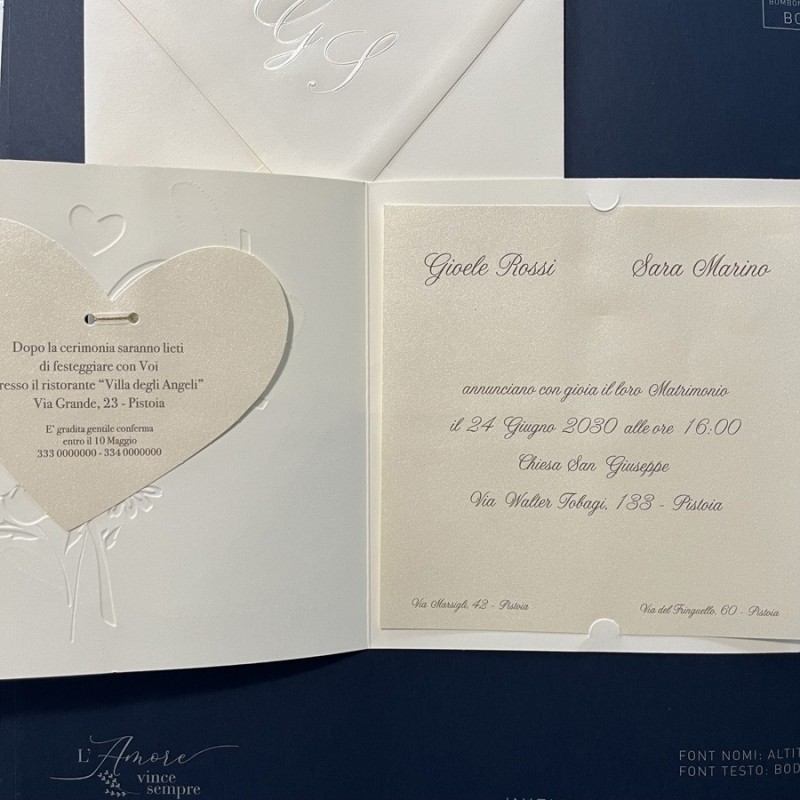 G S
BOMBON
BO
Dopo la cerimonia saranno lieti
di festeggiare con Voi
resso il ristorante “Villa degli Angeli”
Via Grande, 23 - Pistoia
E' gradita gentile conferma
entro il 10 Maggio
333 0000000 - 334 0000000
Gioele Rossi
Sara Marino
annunciano con gioia il loro Matrimonio
il 24 Giugno 2030 alle ore 16:00
Chiesa San Giuseppe
Via Walter Tobagi, 133 - Pistoia
Via Marsigli, 42 - Pistoia
Via del Fringuello, 60 - Pistoia
L'Amore
vince
sempre
FONT NOMI: ALTIT
FONT TESTO: BOD